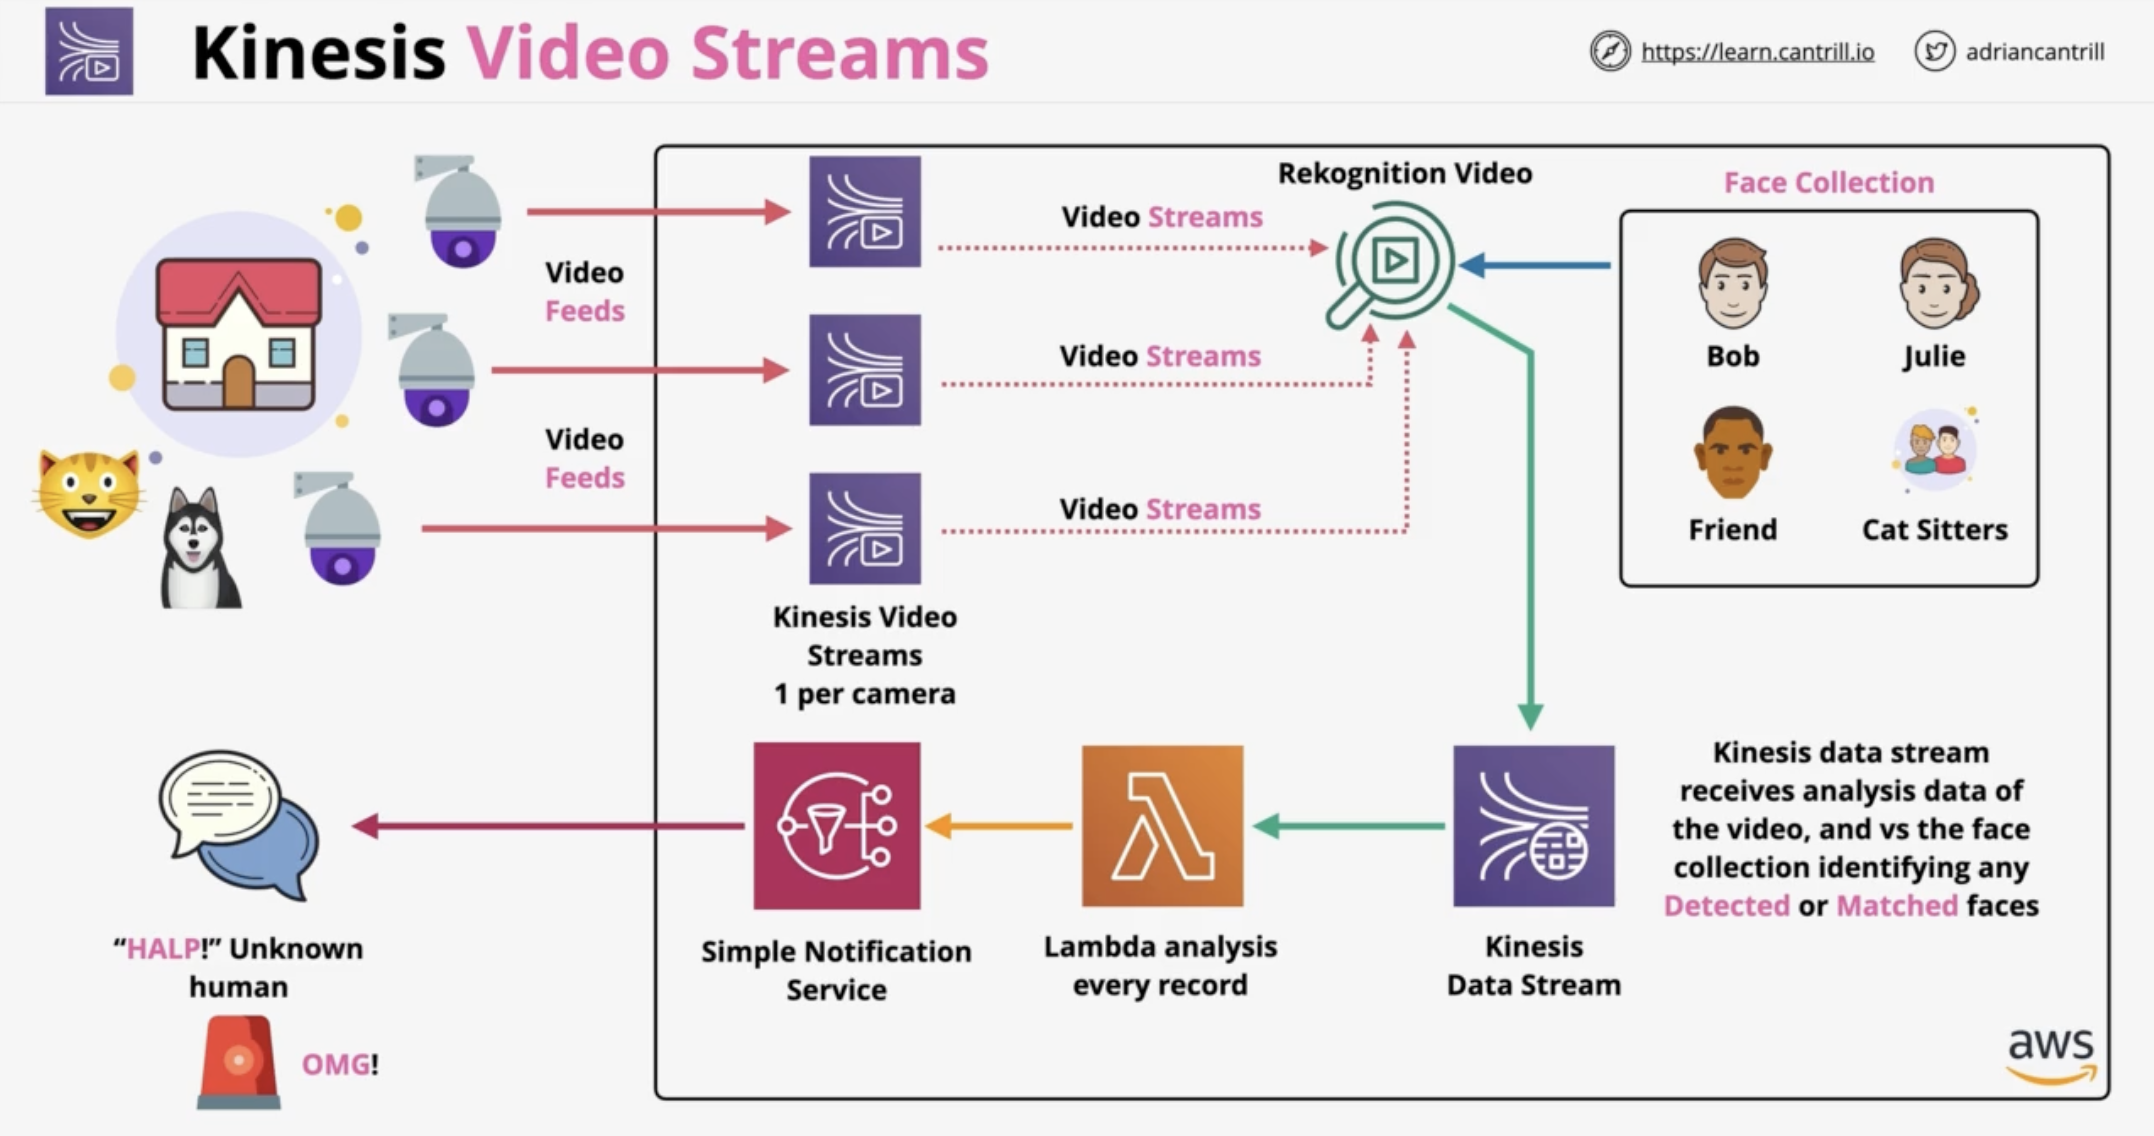 Kinesis Video Streams
https://learn.cantrill.io
adriancantrill
Video
Feeds
Video
Feeds
Video Streams
Video Streams
Video Streams
Rekognition Video
Face Collection
Bob
Julie
Friend
Cat Sitters
Kinesis Video
Streams
1 per camera
Kinesis data stream
receives analysis data of
the video, and vs the face
collection identifying any
Detected or Matched faces
Kinesis
Data Stream
Lambda analysis
every record
Simple Notification
Service
“HALP!” Unknown
human
OMG!
aws